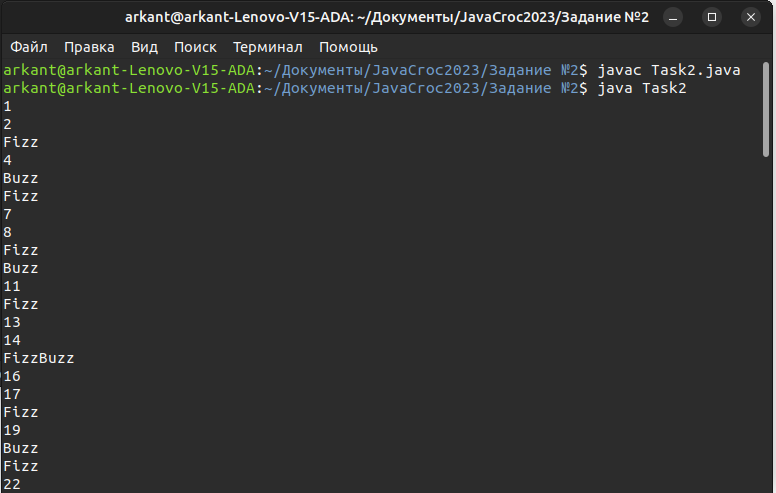 arkant@arkant-Lenovo-V15-ADA: ~/Документы/JavaCroc2023/Задание №2
Файл Правка Вид Поиск Терминал Помощь
arkant@arkant-Lenovo-V15-ADA:~/Документы/JavaCroc2023/Задание №2$ javac Task2.java
arkant@arkant-Lenovo-V15-ADA:~/Документы/JavaCroc2023/Задание №2$ java Task2
1
2
Fizz
4
Buzz
Fizz
7
8
Fizz
Buzz
11
Fizz
13
14
FizzBuzz
16
17
Fizz
19
Buzz
Fizz
22